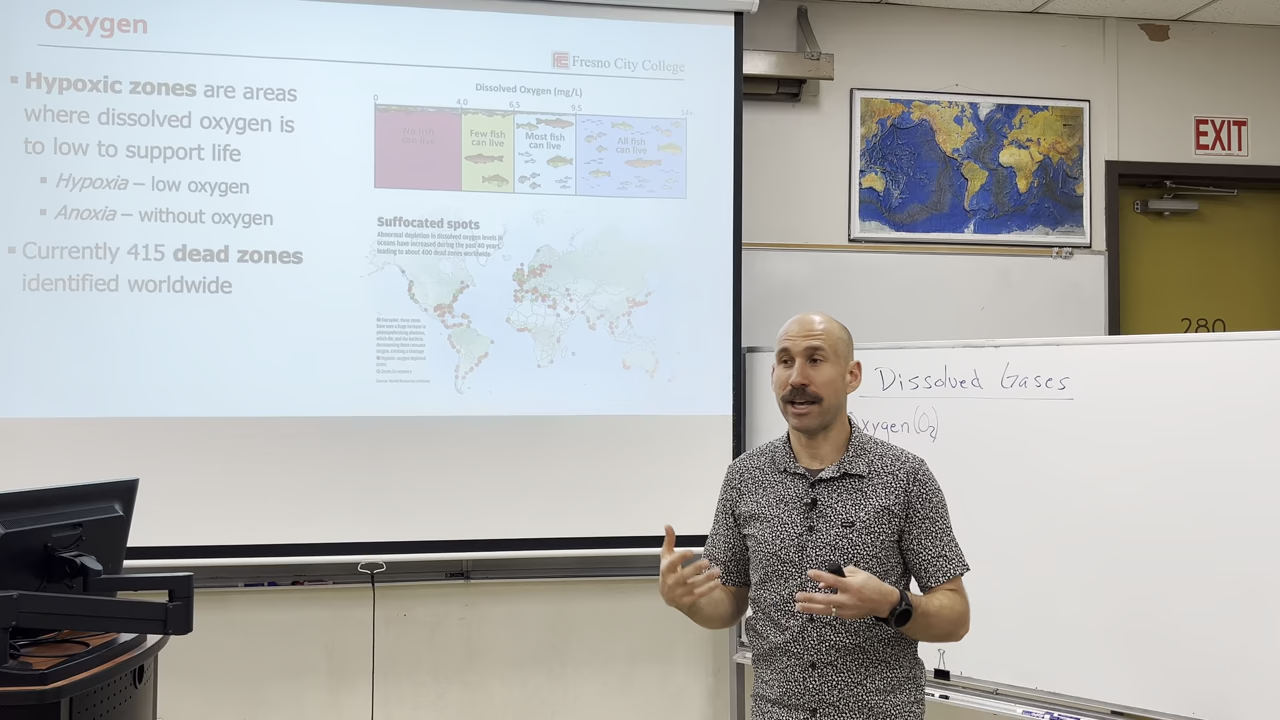 Oxygen
Fresno City College
▪ Hypoxic zones are areas
where dissolved oxygen is
to low to support life
▪ Hypoxia – low oxygen
▪ Anoxia – without oxygen
▪ Currently 415 dead zones
identified worldwide
Dissolved Oxygen (mg/L)
0 4.0 6.5 9.5
No fish
can live
Few fish
can live
Most fish
can live
All fish
can live
Suffocated spots
Abnormal depletion in dissolved oxygen levels in
oceans have increased during the past 40 years,
leading to about 400 dead zones worldwide
EXIT
280
Dissolved Gases
Oxygen (O₂)